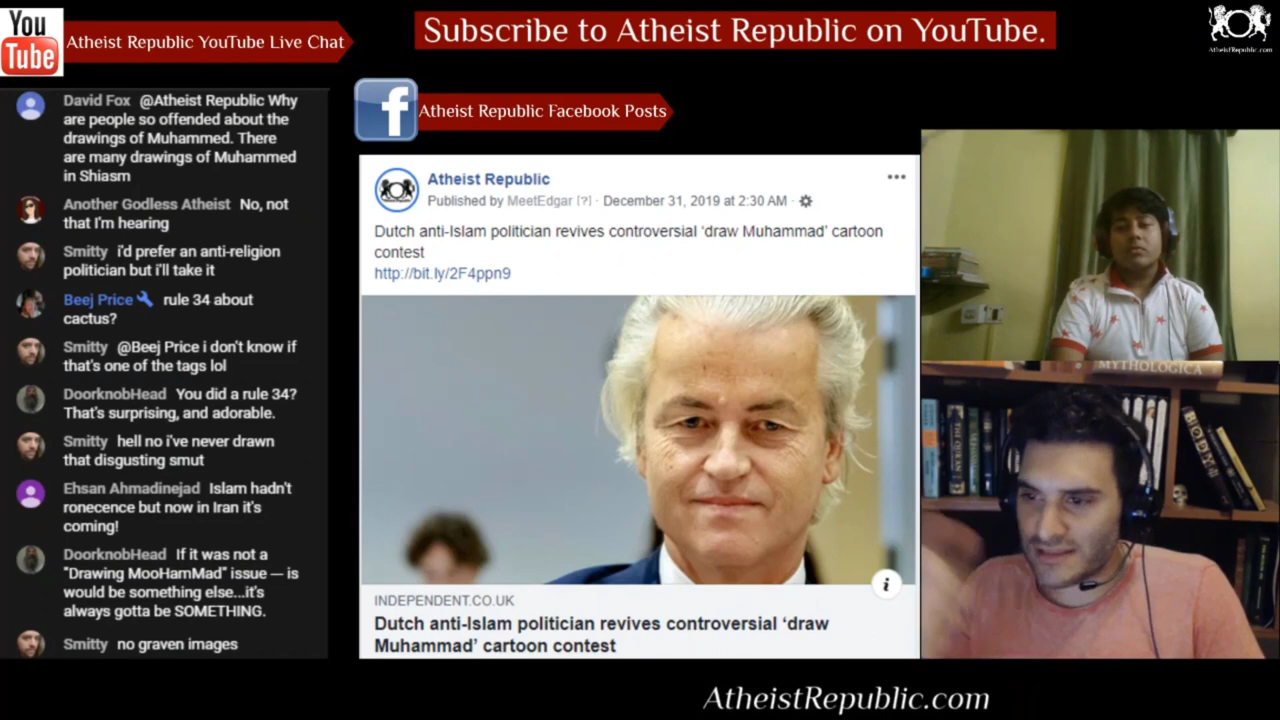 You
Tube
Atheist Republic YouTube Live Chat
Subscribe to Atheist Republic on YouTube.
AtheistRepublic.com
David Fox @Atheist Republic Why
are people so offended about the
drawings of Muhammed. There
are many drawings of Muhammed
in Shiasm
Another Godless Atheist No, not
that I'm hearing
Smitty i'd prefer an anti-religion
politician but i'll take it
Beej Price rule 34 about
cactus?
Smitty @Beej Price i don't know if
that's one of the tags lol
DoorknobHead You did a rule 34?
That's surprising, and adorable.
Smitty hell no i've never drawn
that disgusting smut
Ehsan Ahmadinejad Islam hadn't
ronecence but now in Iran it's
coming!
DoorknobHead If it was not a
"Drawing MooHamMad" issue — is
would be something else...it's
always gotta be SOMETHING.
Smitty no graven images
f
Atheist Republic Facebook Posts
Atheist Republic
Published by MeetEdgar [?] · December 31, 2019 at 2:30 AM ·
Dutch anti-Islam politician revives controversial ‘draw Muhammad’ cartoon
contest
http://bit.ly/2F4ppn9
i
INDEPENDENT.CO.UK
Dutch anti-Islam politician revives controversial ‘draw
Muhammad’ cartoon contest
MYTHOLOGICA
THE QURAN
AtheistRepublic.com